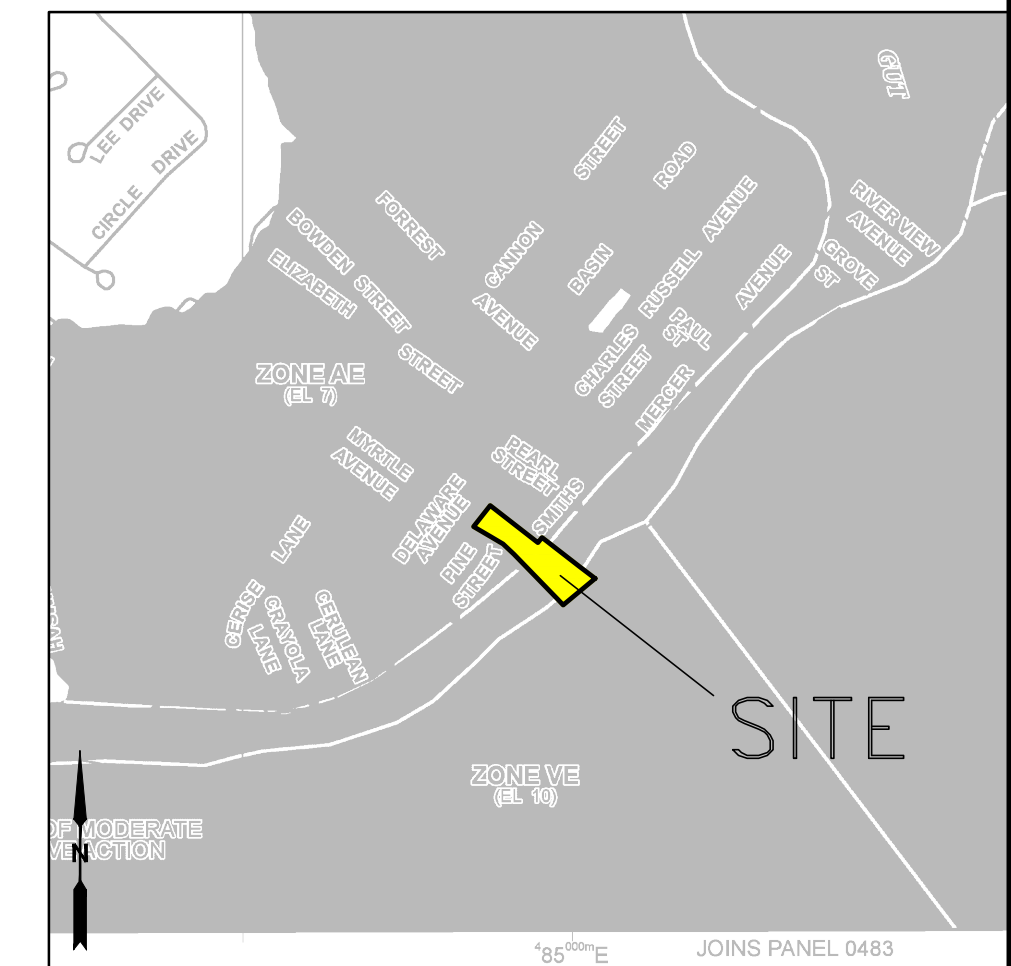 GUT
LEE DRIVE
CIRCLE DRIVE
STREET
ROAD
FORREST
AVENUE
BOWDEN
STREET
ELIZABETH
STREET
CANNON
BASIN
RUSSELL
AVENUE
AVENUE
RIVER VIEW
AVENUE
GROVE
ST
PAUL
ST
CHARLES
STREET
MERCER
ZONE AE
(EL 7)
MYRTLE
AVENUE
PEARL
STREET
SMITHS
DELAWARE
AVENUE
PINE
STREET
LANE
CERISE
CRAYOLA
LANE
CERULEAN
LANE
SITE
ZONE VE
(EL 10)
OF MODERATE
ACTION
N
485000mE
JOINS PANEL 0483